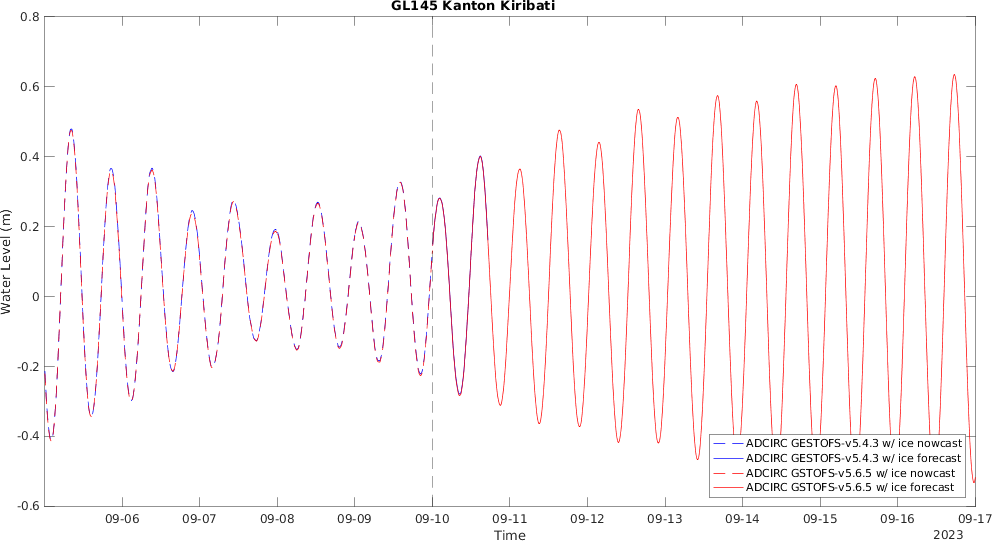 GL145 Kanton Kiribati
0.8
0.6
0.4
0.2
0
-0.2
-0.4
-0.6
Water Level (m)
ADCIRC GESTOFS-v5.4.3 w/ ice nowcast
ADCIRC GESTOFS-v5.4.3 w/ ice forecast
ADCIRC GSTOFS-v5.6.5 w/ ice nowcast
ADCIRC GSTOFS-v5.6.5 w/ ice forecast
09-06 09-07 09-08 09-09 09-10 09-11 09-12 09-13 09-14 09-15 09-16 09-17
Time
2023